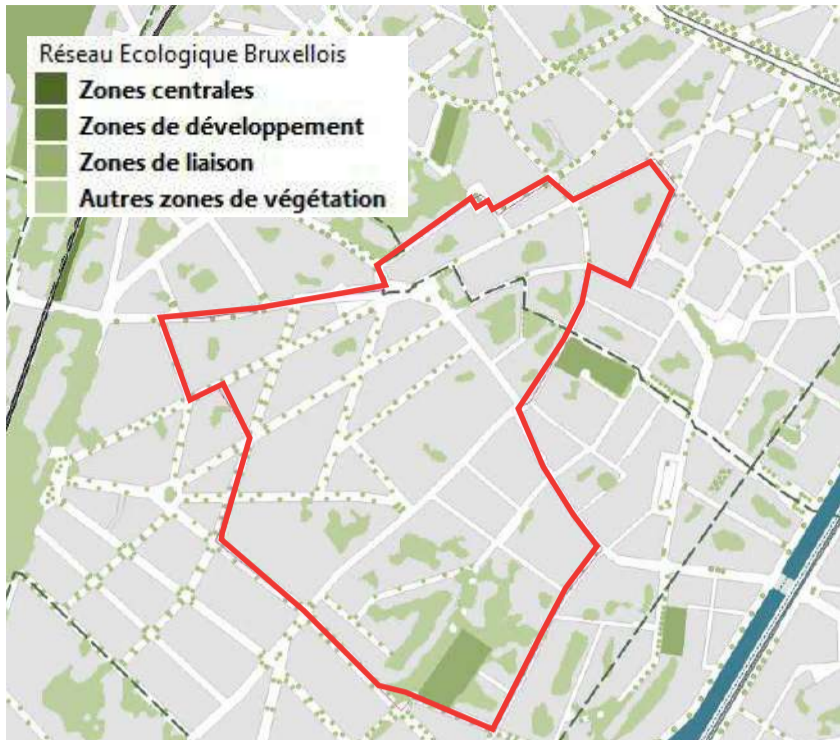 Réseau Ecologique Bruxellois
Zones centrales
Zones de développement
Zones de liaison
Autres zones de végétation